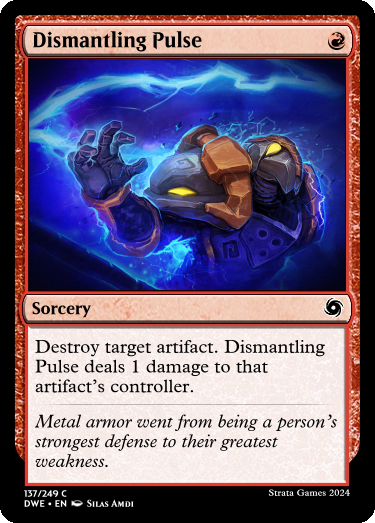 Dismantling Pulse
Sorcery
Destroy target artifact. Dismantling
Pulse deals 1 damage to that
artifact's controller.
Metal armor went from being a person's
strongest defense to their greatest
weakness.
137/249 C
Strata Games 2024
DWE • EN Silas Amdi